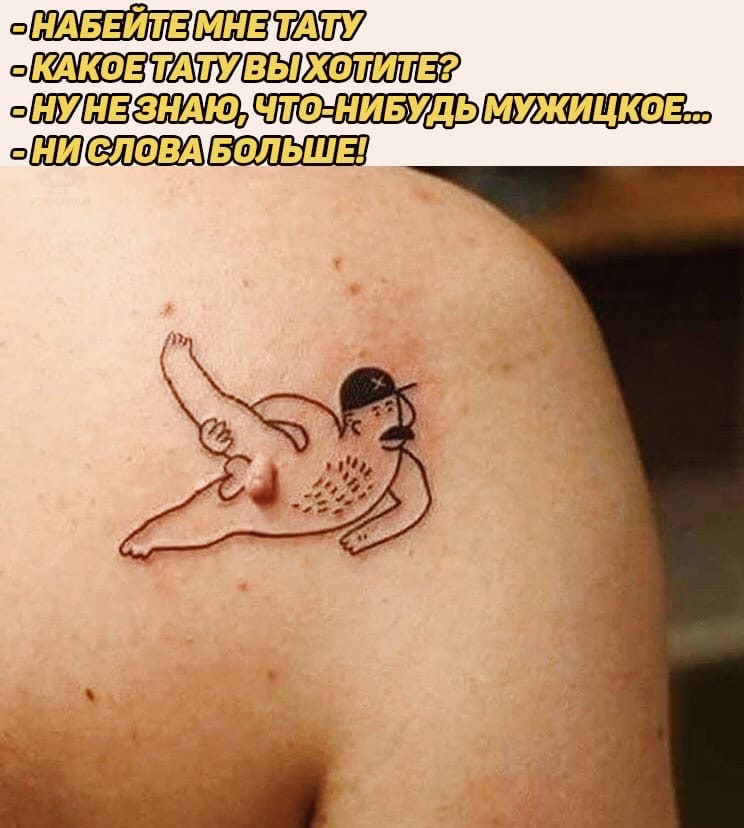 - НАБЕЙТЕ МНЕ ТАТУ
- КАКОЕ ТАТУ ВЫ ХОТИТЕ?
- НУ НЕ ЗНАЮ, ЧТО-НИБУДЬ МУЖИЦКОЕ...
- НИ СЛОВА БОЛЬШЕ!